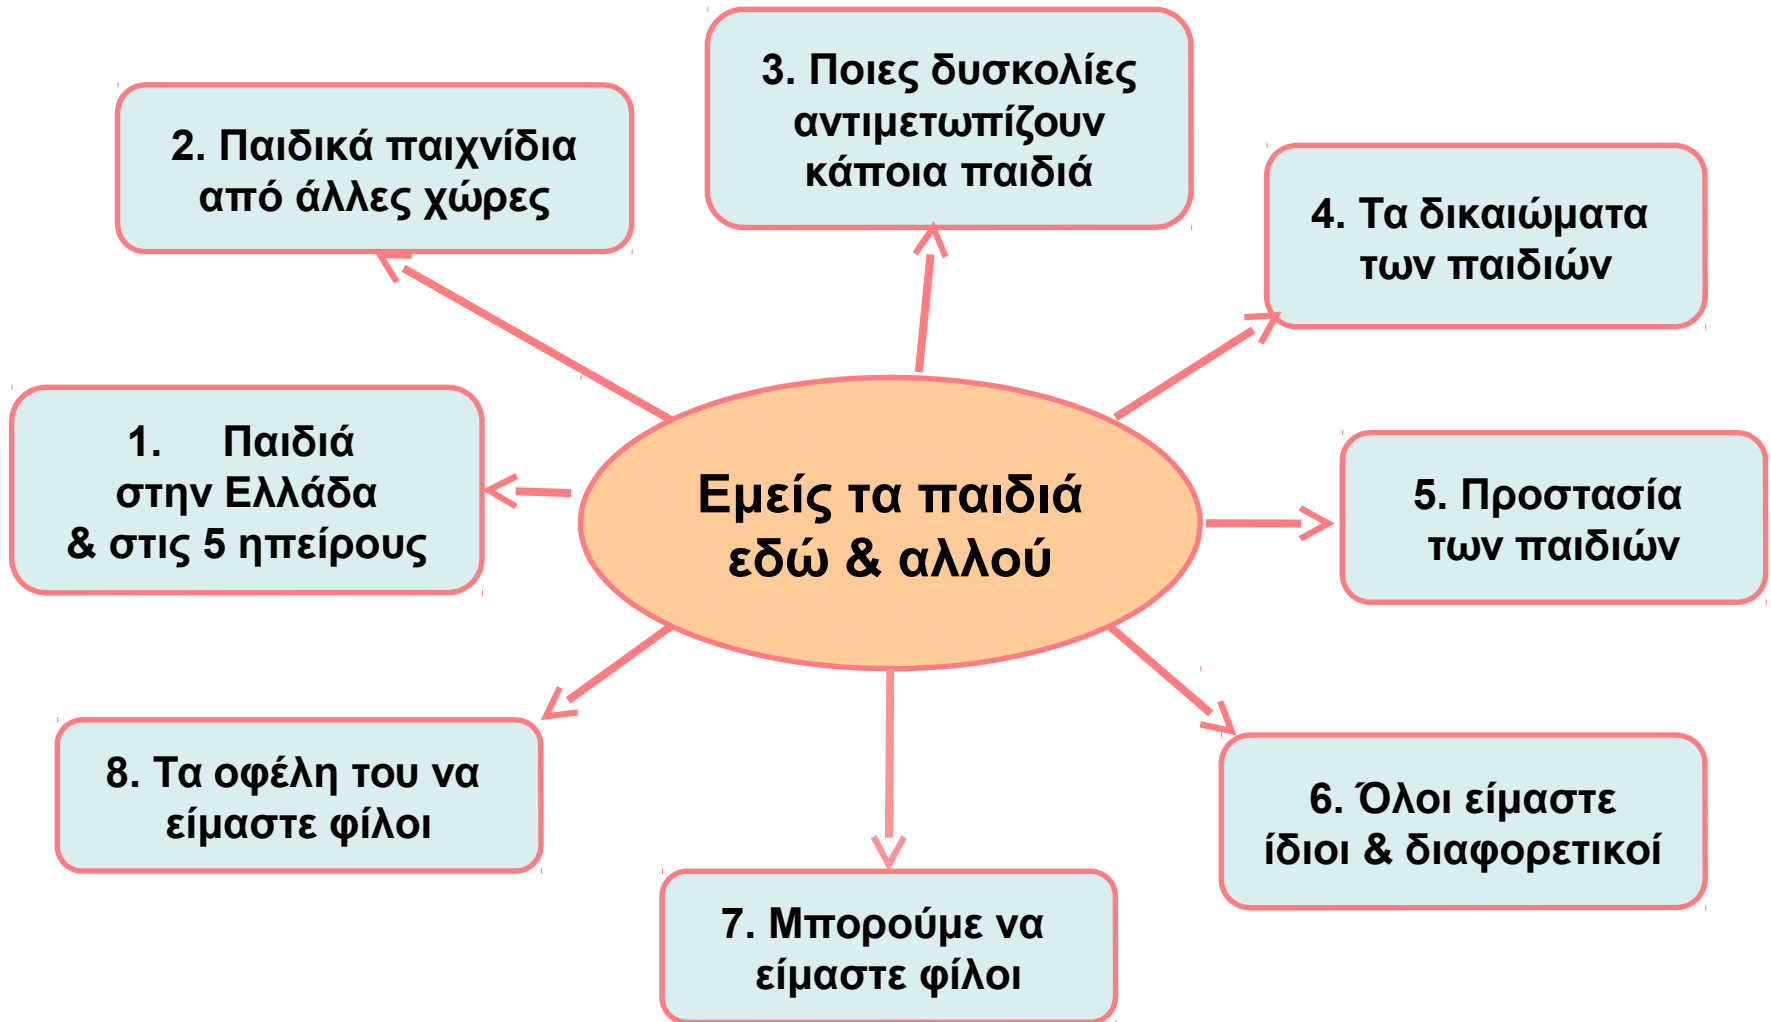 Εμείς τα παιδιά
εδώ & αλλού
1. Παιδιά
στην Ελλάδα
& στις 5 ηπείρους
2. Παιδικά παιχνίδια
από άλλες χώρες
3. Ποιες δυσκολίες
αντιμετωπίζουν
κάποια παιδιά
4. Τα δικαιώματα
των παιδιών
5. Προστασία
των παιδιών
6. Όλοι είμαστε
ίδιοι & διαφορετικοί
7. Μπορούμε να
είμαστε φίλοι
8. Τα οφέλη του να
είμαστε φίλοι